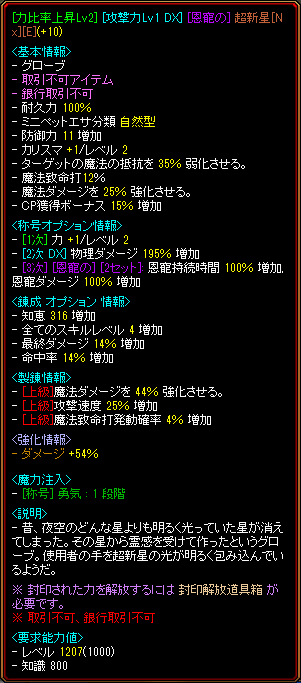 [力比率上昇Lv2] [攻撃力Lv1 DX] [恩寵の] 超新星[N
x][E](+10)
<基本情報>
- グローブ
- 取引不可アイテム
- 銀行取引不可
- 耐久力 100%
- ミニペットエサ分類 自然型
- 防御力 11 増加
- カリスマ +1/レベル 2
- ターゲットの魔法の抵抗を 35% 弱化させる。
- 魔法致命打12%
- 魔法ダメージを 25% 強化させる。
- CP獲得ボーナス 15% 増加
<称号オプション情報>
- [1次] 力 +1/レベル 2
- [2次 DX] 物理ダメージ 195% 増加
- [3次] [恩寵の] [2セット]: 恩寵持続時間 100% 増加,
恩寵ダメージ 100% 増加
<錬成 オプション 情報>
- 知恵 316 増加
- 全てのスキルレベル 4 増加
- 最終ダメージ 14% 増加
- 命中率 14% 増加
<製錬情報>
- [上級]魔法ダメージを 44% 強化させる。
- [上級]攻撃速度 25% 増加
- [上級]魔法致命打発動確率 4% 増加
<強化情報>
- ダメージ +54%
<魔力注入>
- [称号] 勇気 : 1 段階
<説明>
- 昔、夜空のどんな星よりも明るく光っていた星が消え
てしまった。その星から霊感を受けて作ったというグロ
ーブ。使用者の手を超新星の光が明るく包み込んでい
るようだ。
※ 封印された力を解放するには 封印解放道具箱 が
必要です。
※ 取引不可、銀行取引不可
<要求能力値>
- レベル 1207(1000)
- 知識 800